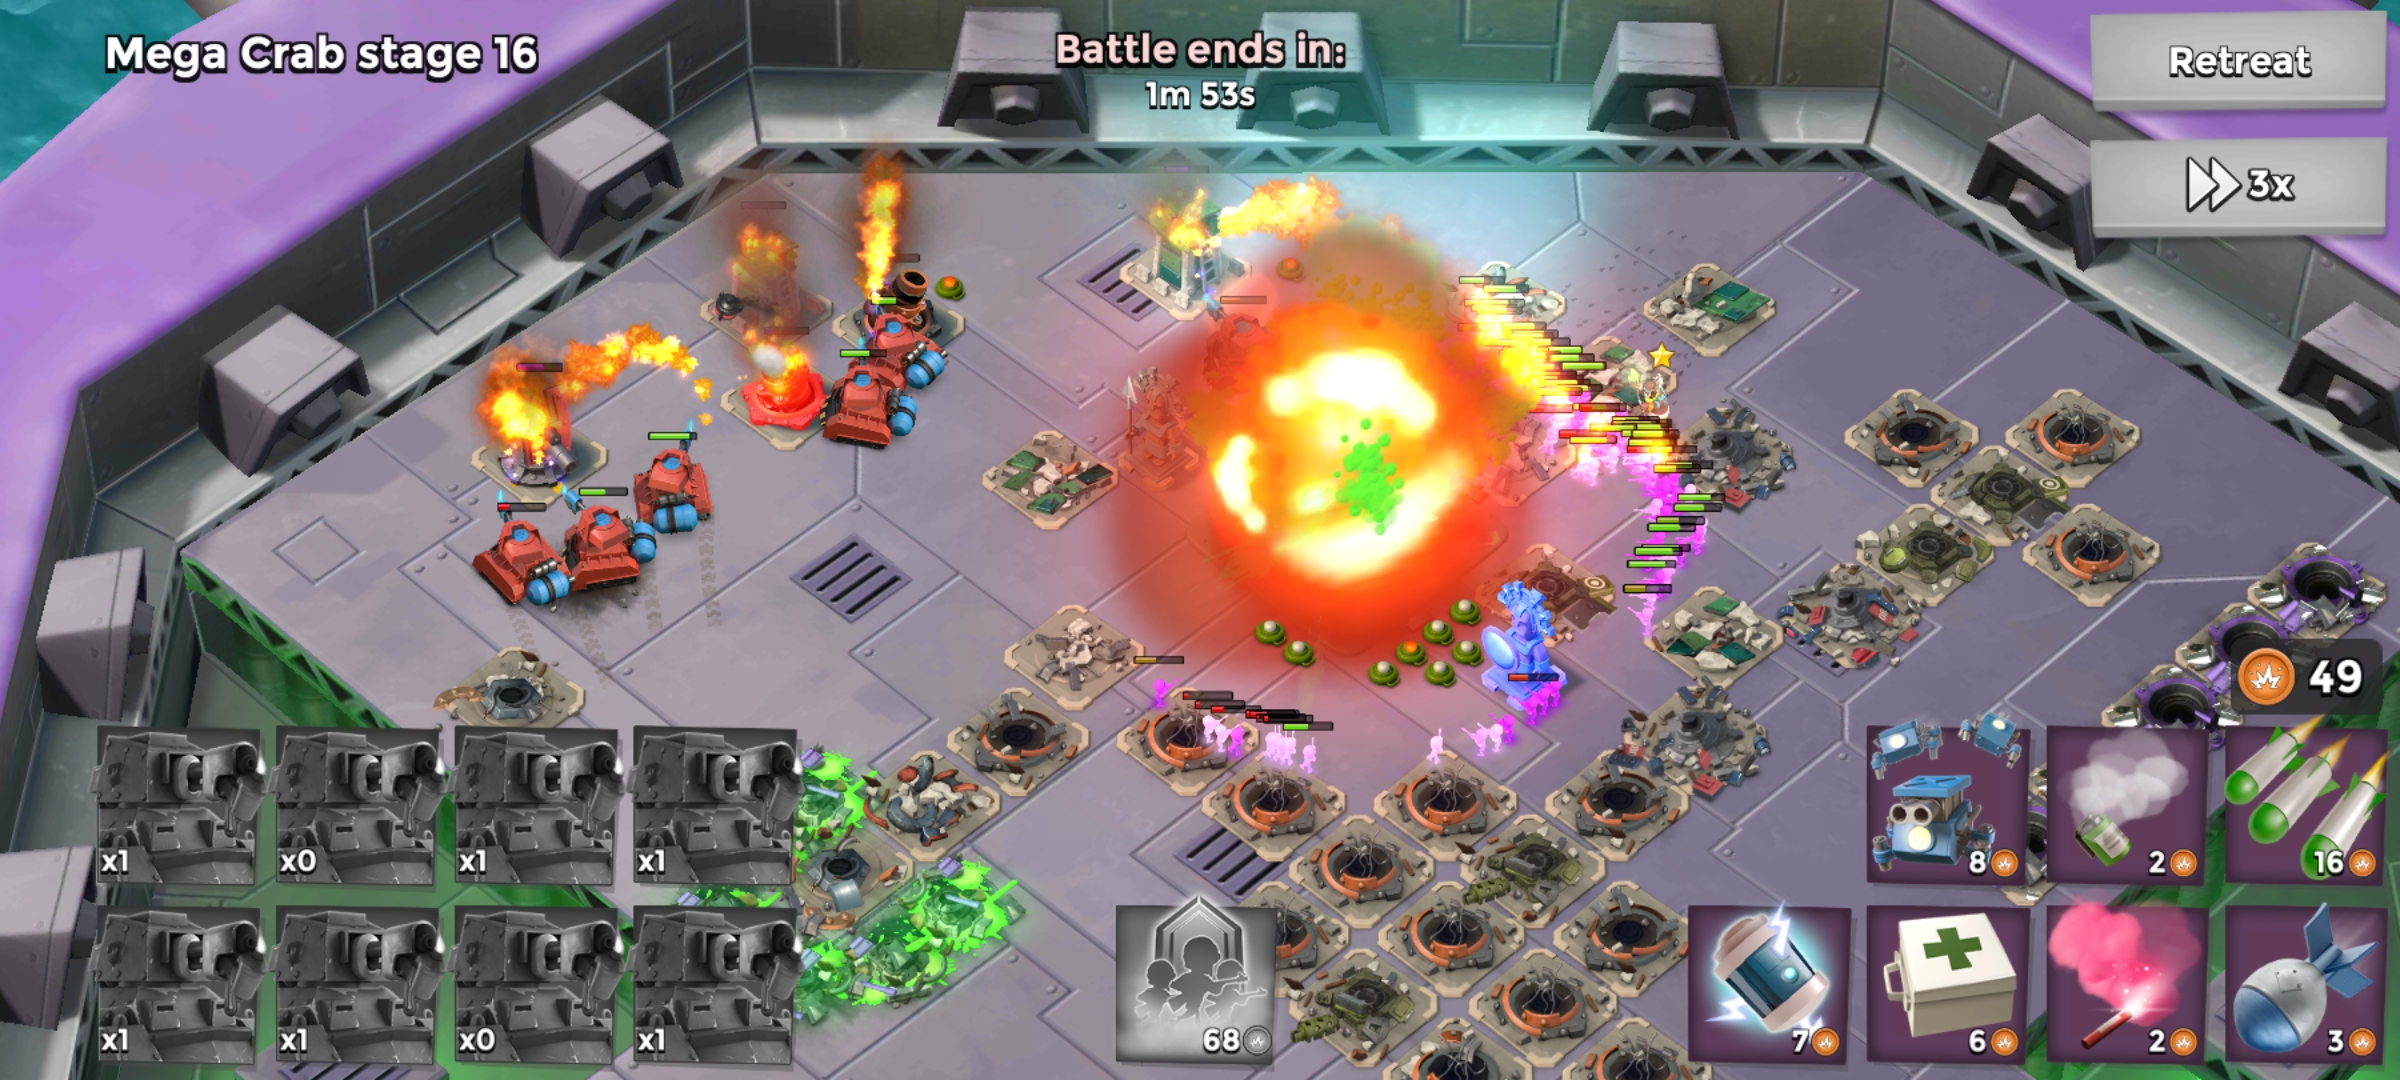 Mega Crab stage 16
Battle ends in:
1m 53s
Retreat
3x
49
x1
x0
x1
x1
8
2
16
x1
x1
x0
x1
68
7
6
2
3